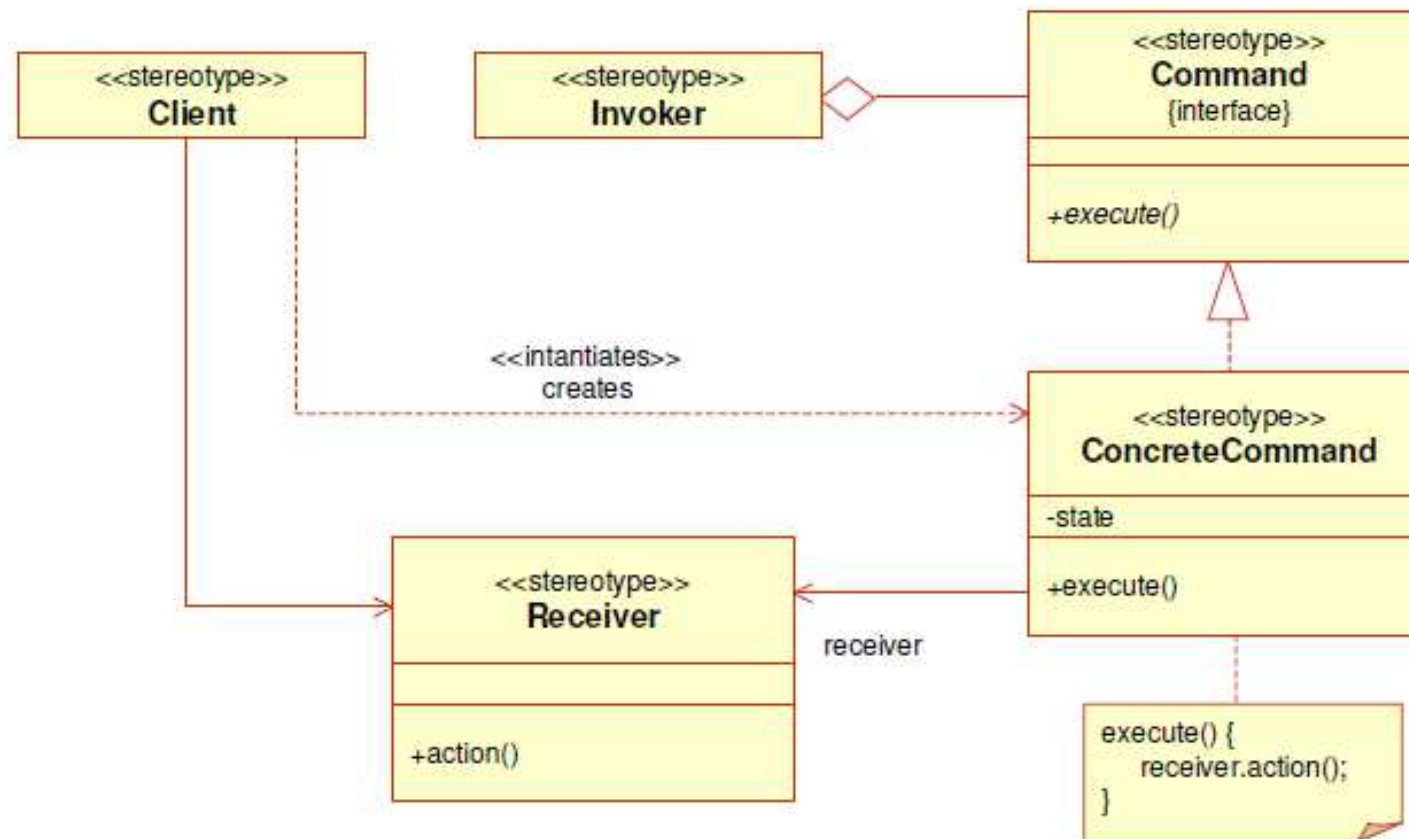 <<stereotype>>
Client
<<stereotype>>
Invoker
<<stereotype>>
Command
{interface}
+execute()
<<intantiates>>
creates
<<stereotype>>
ConcreteCommand
-state
+execute()
<<stereotype>>
Receiver
+action()
receiver
execute() {
receiver.action();
}